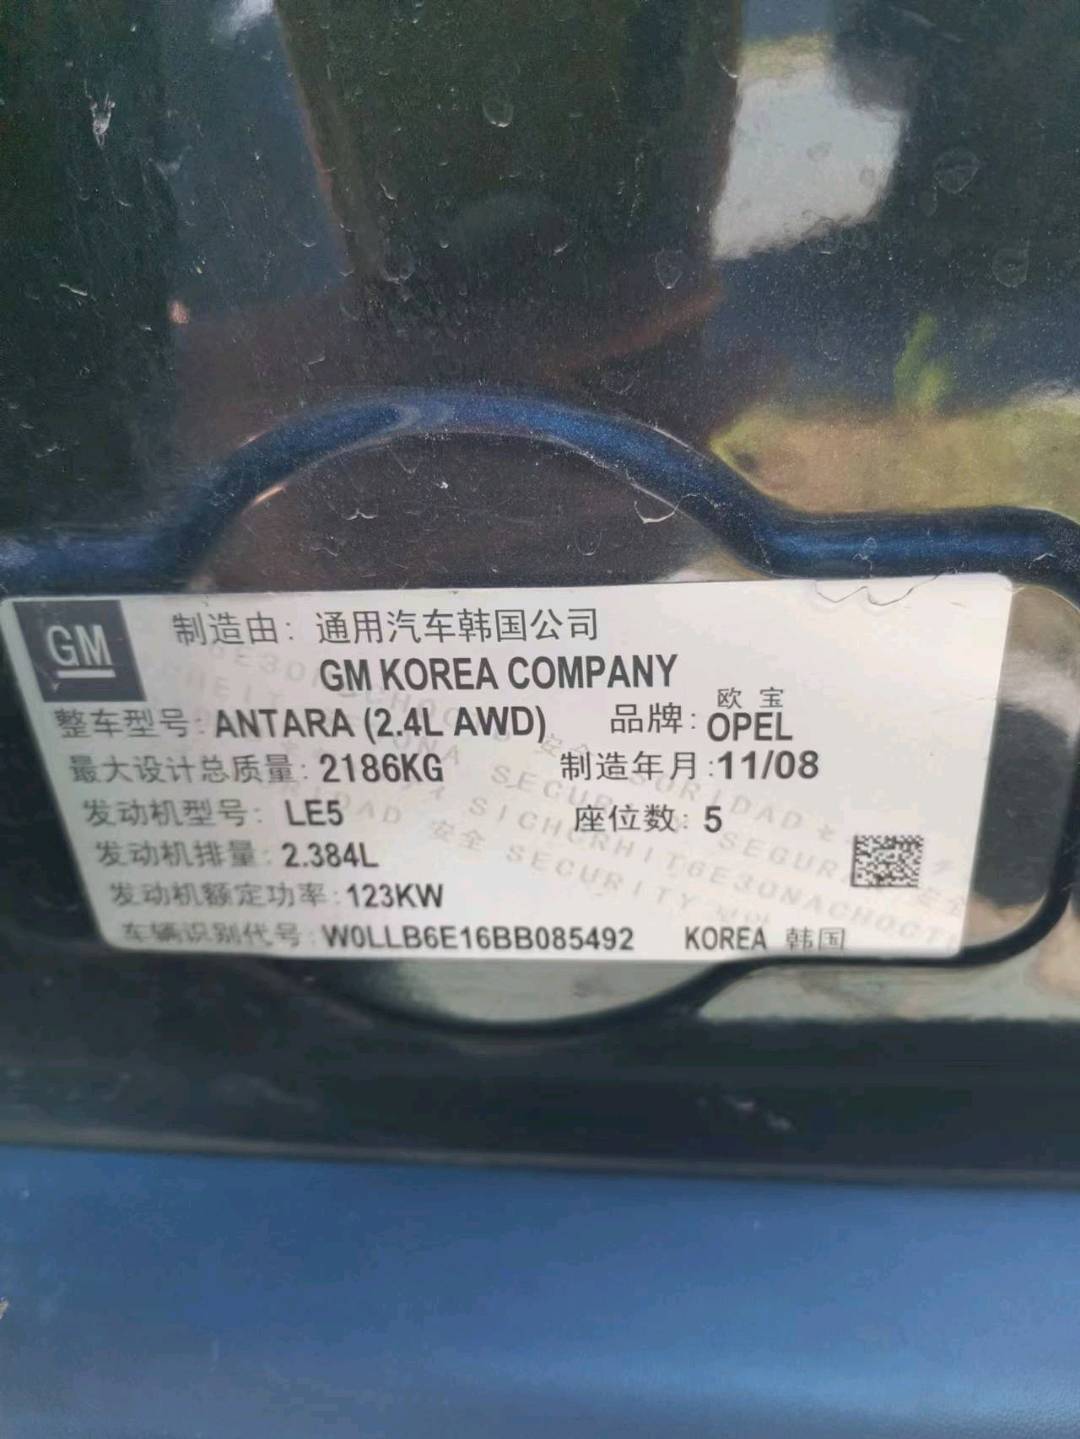 GM
制造由: 通用汽车韩国公司
GM KOREA COMPANY
整车型号: ANTARA (2.4L AWD) 品牌: 欧宝 OPEL
最大设计总质量: 2186KG 制造年月: 11/08
发动机型号: LE5 座位数: 5
发动机排量: 2.384L
发动机额定功率: 123KW
车辆识别代号: W0LLB6E16BB085492 KOREA 韩国
安全 SECURITY